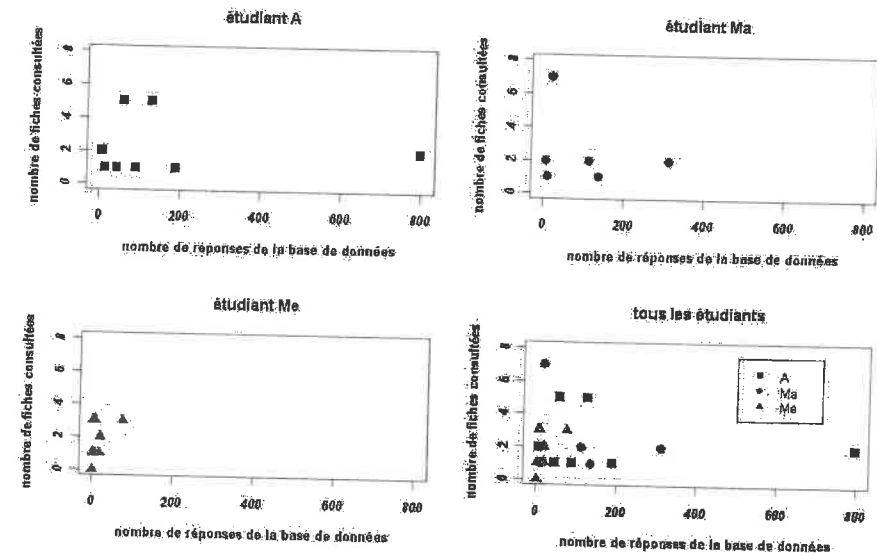 étudiant A
nombre de fiches consultées
0 2 4 6 8
0 200 400 600 800
nombre de réponses de la base de données
étudiant Ma
nombre de fiches consultées
0 2 4 6 8
0 200 400 600 800
nombre de réponses de la base de données
étudiant Me
nombre de fiches consultées
0 2 4 6 8
0 200 400 600 800
nombre de réponses de la base de données
tous les étudiants
nombre de fiches consultées
0 2 4 6 8
A
Ma
Me
0 200 400 600 800
nombre de réponses de la base de données